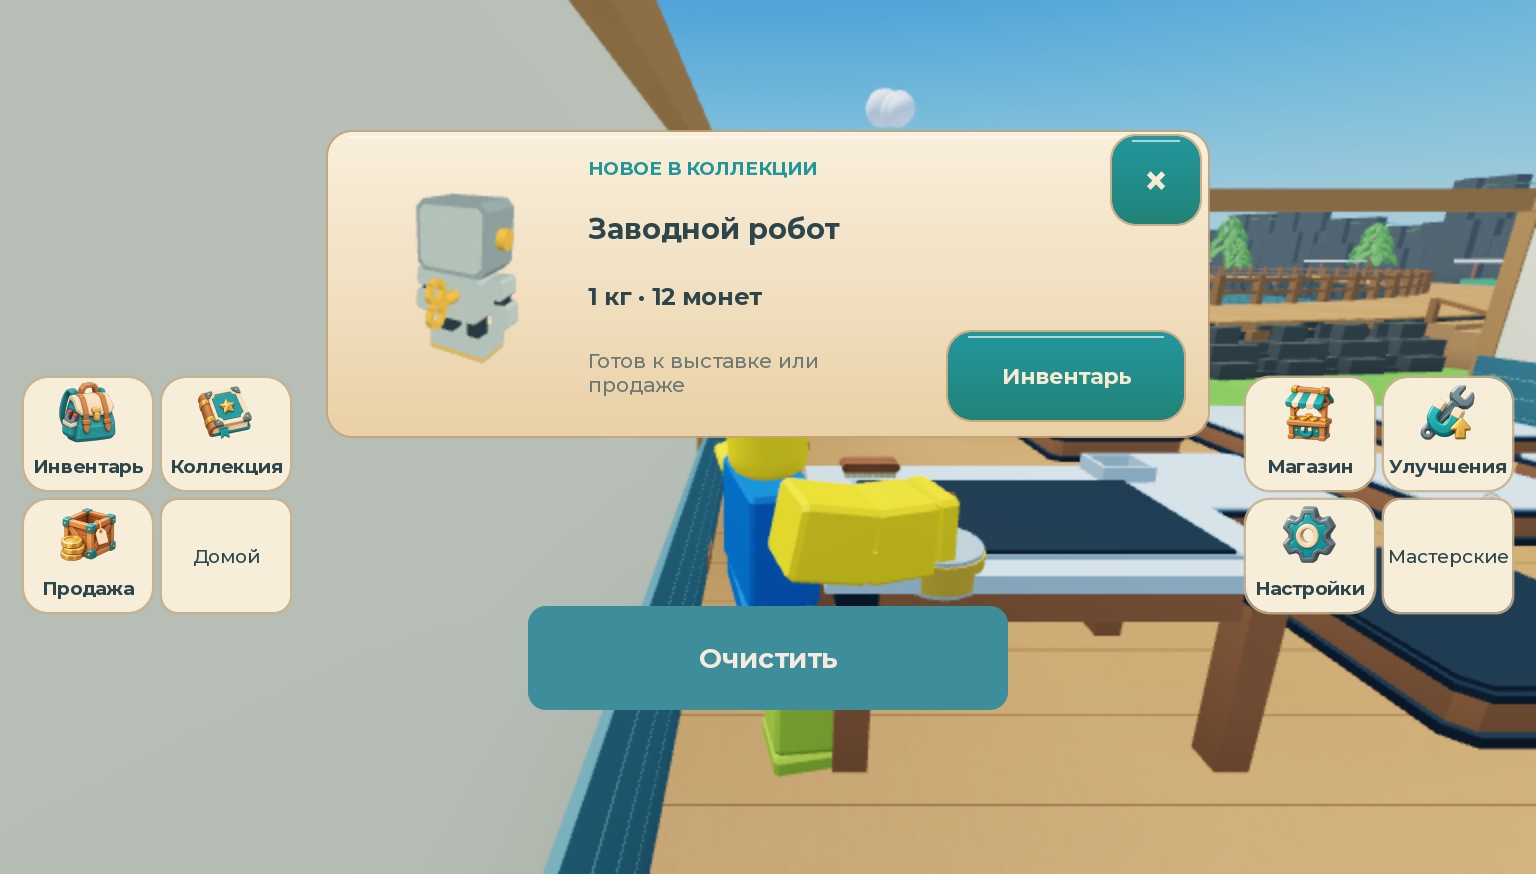 НОВОЕ В КОЛЛЕКЦИИ
×
Заводной робот
1 кг · 12 монет
Готов к выставке или
продаже
Инвентарь
Инвентарь
Коллекция
Продажа
Домой
Магазин
Улучшения
Настройки
Мастерские
Очистить